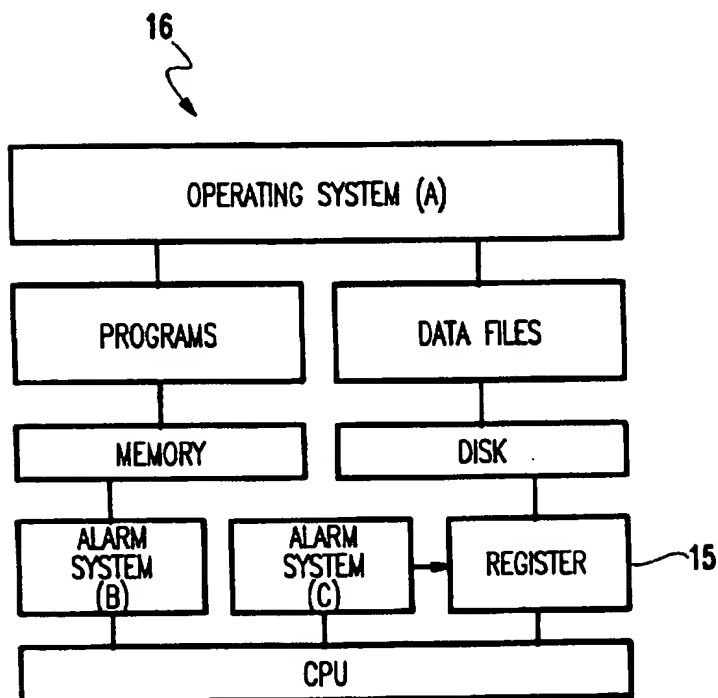 16
OPERATING SYSTEM (A)
PROGRAMS
DATA FILES
MEMORY
DISK
ALARM
SYSTEM
(B)
ALARM
SYSTEM
(C)
REGISTER
15
CPU